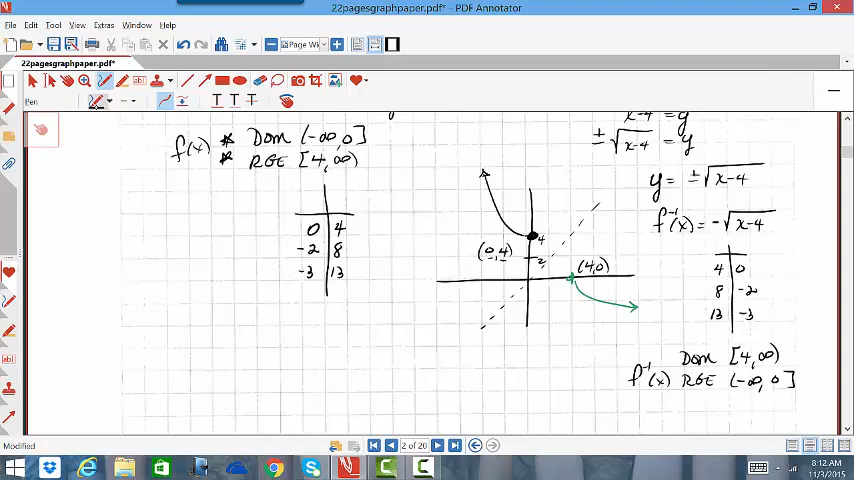 22pagesgraphpaper.pdf* - PDF Annotator
File Edit Tool View Extras Window Help
Page Wi
22pagesgraphpaper.pdf*
Pen
T T T
f(x) * DOM (-∞,0]
* RGE [4,∞)
0 4
-2 8
-3 13
(0,4)
4
2
(4,0)
x-4 = y
±√x-4 = y
y = ±√x-4
f⁻¹(x) = -√x-4
4 0
8 -2
13 -3
DOM [4,∞)
f⁻¹(x) RGE (-∞,0]
Modified
2 of 20
8:12 AM
11/3/2015